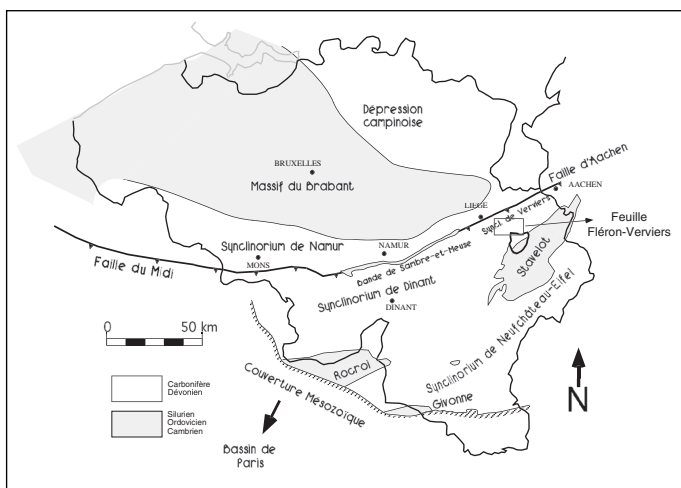 Dépression
campinoise
BRUXELLES
Massif du Brabant
Faille d'Aachen
AACHEN
LIEGE
Syncl. de Verviers
Feuille
Fléron-Verviers
Stavelot
Synclinorium de Namur
NAMUR
MONS
Bande de Sambre-et-Meuse
Faille du Midi
Synclinorium de Dinant
DINANT
Synclinorium de Neufchâteau-Eifel
0 50 km
Rocroi
Givonne
Couverture Mésozoïque
N
Carbonifère
Dévonien
Silurien
Ordovicien
Cambrien
Bassin de
Paris